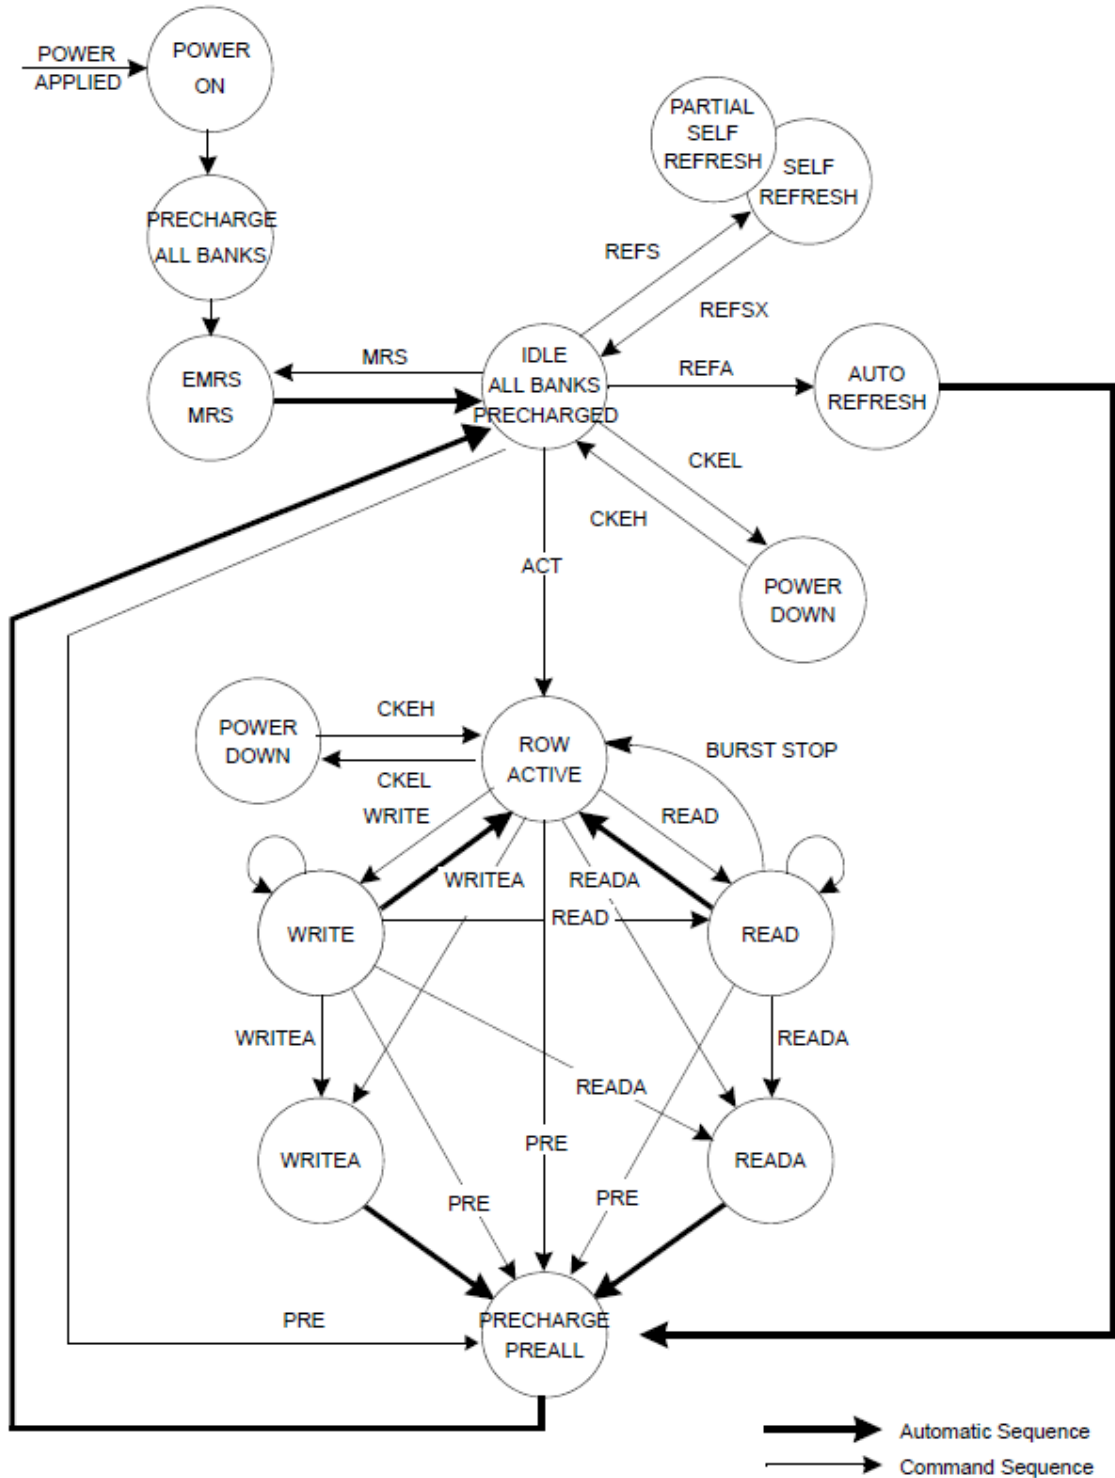 POWER
APPLIED
POWER
ON
PRECHARGE
ALL BANKS
EMRS
MRS
MRS
IDLE
ALL BANKS
PRECHARGED
PARTIAL
SELF
REFRESH
SELF
REFRESH
REFS
REFSX
REFA
AUTO
REFRESH
CKEL
CKEH
POWER
DOWN
ACT
POWER
DOWN
CKEH
CKEL
ROW
ACTIVE
BURST STOP
WRITE
READ
WRITEA
READA
WRITE
READ
READ
WRITEA
READA
READA
WRITEA
PRE
READA
PRE
PRE
PRE
PRECHARGE
PREALL
Automatic Sequence
Command Sequence